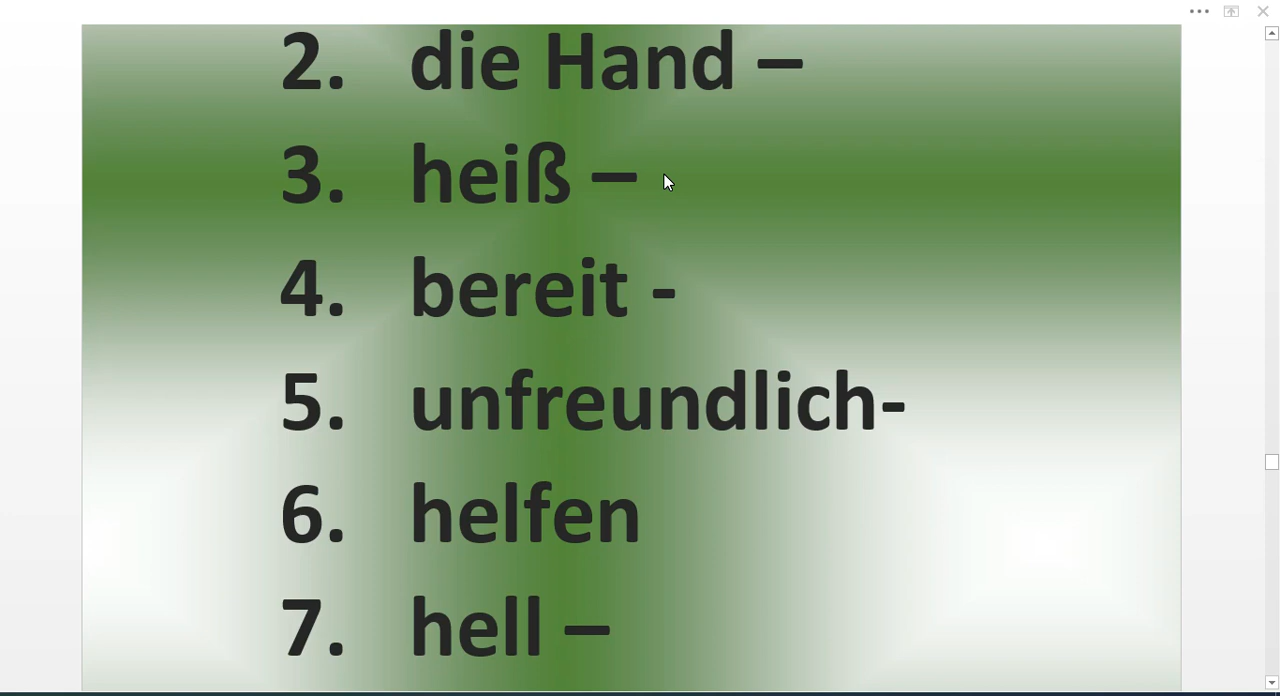 2. die Hand –
3. heiß –
4. bereit -
5. unfreundlich-
6. helfen
7. hell –